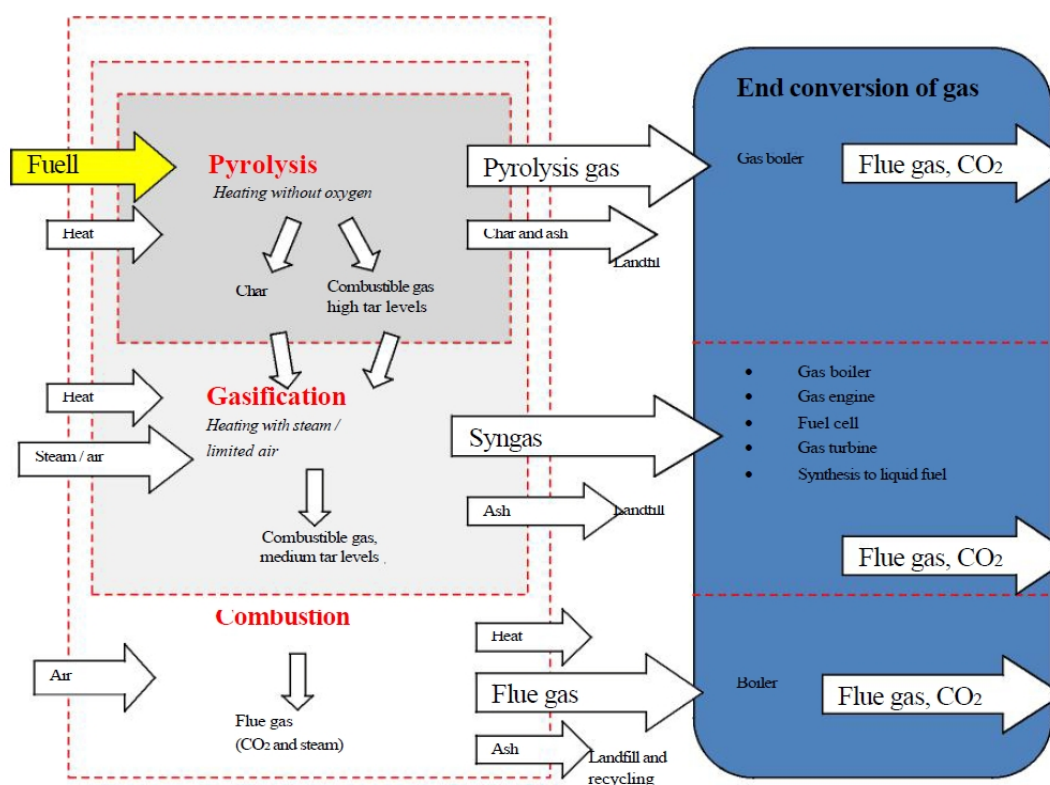 End conversion of gas
Fuell
Pyrolysis
Heating without oxygen
Pyrolysis gas
Gas boiler
Flue gas, CO2
Heat
Char and ash
Landfil
Char
Combustible gas
high tar levels
Heat
Gasification
Heating with steam /
limited air
Steam / air
Syngas
• Gas boiler
• Gas engine
• Fuel cell
• Gas turbine
• Synthesis to liquid fuel
Ash
Landfill
Combustible gas,
medium tar levels .
Flue gas, CO2
Combustion
Heat
Air
Flue gas
Boiler
Flue gas, CO2
Flue gas
(CO2 and steam)
Ash
Landfill and
recycling